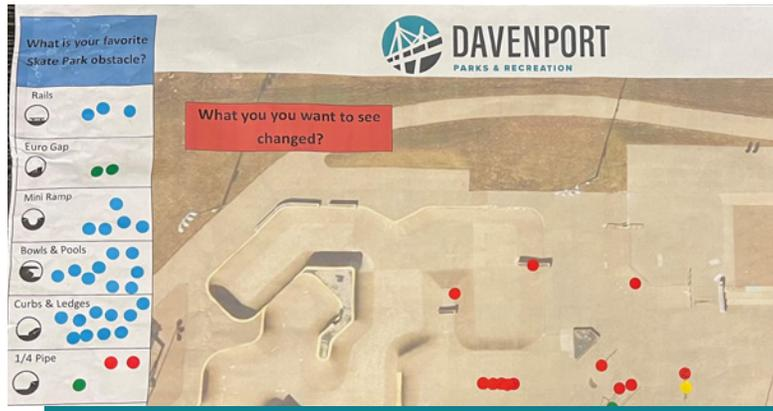 What is your favorite
Skate Park obstacle?
DAVENPORT
PARKS & RECREATION
What you you want to see
changed?
Rails
Euro Gap
Mini Ramp
Bowls & Pools
Curbs & Ledges
1/4 Pipe